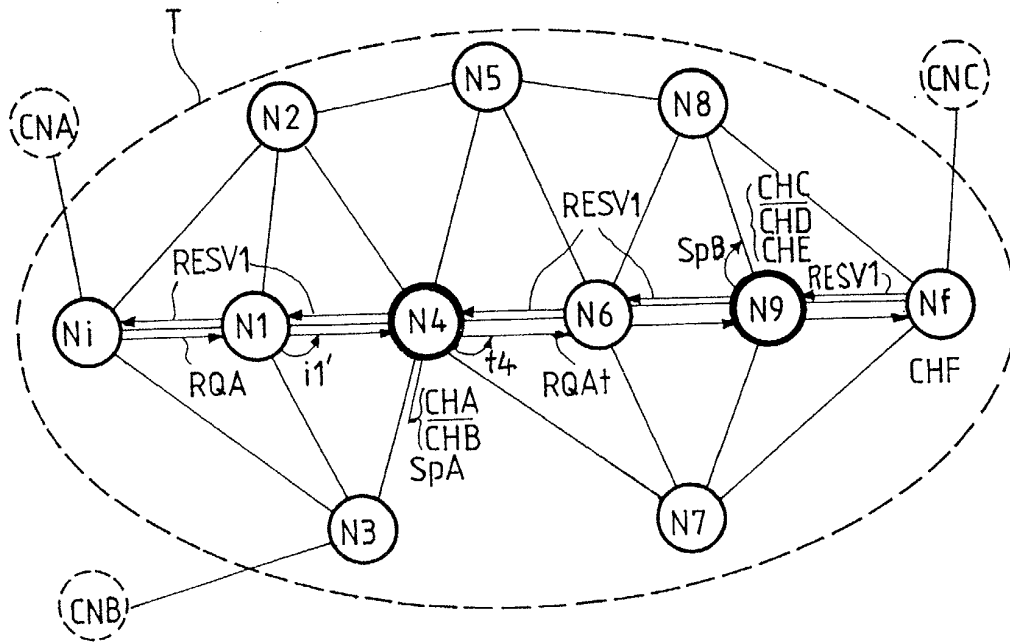 T
CNA
CNC
N5
N2
N8
RESV1
CHC
CHD
CHE
SpB
RESV1
RESV1
Ni
N1
N4
N6
N9
Nf
RQA
i1'
t4
RQAt
CHF
CHA
CHB
SpA
N3
N7
CNB